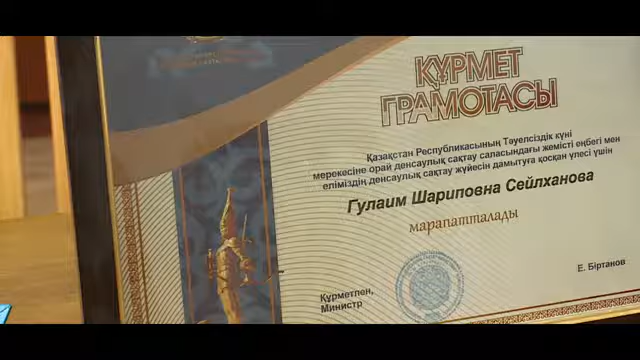 ҚҰРМЕТ
ГРАМОТАСЫ
Қазақстан Республикасының Тәуелсіздік күні
мерекесіне орай денсаулық сақтау саласындағы жемісті еңбегі мен
еліміздің денсаулық сақтау жүйесін дамытуға қосқан үлесі үшін
Гулаим Шариповна Сейлханова
марапатталады
Құрметпен,
Министр
Е. Біртанов